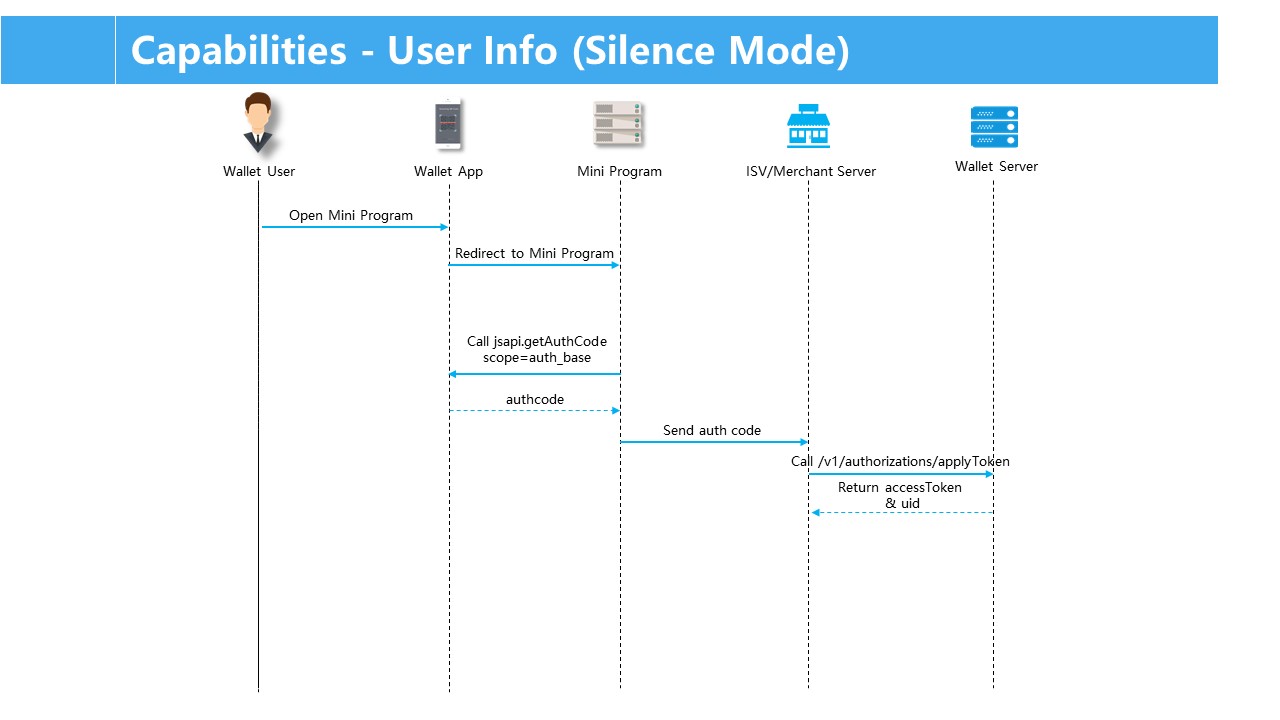 Capabilities - User Info (Silence Mode)
Wallet User
Wallet App
Mini Program
ISV/Merchant Server
Wallet Server
Open Mini Program
Redirect to Mini Program
Call jsapi.getAuthCode
scope=auth_base
authcode
Send auth code
Call /v1/authorizations/applyToken
Return accessToken
& uid